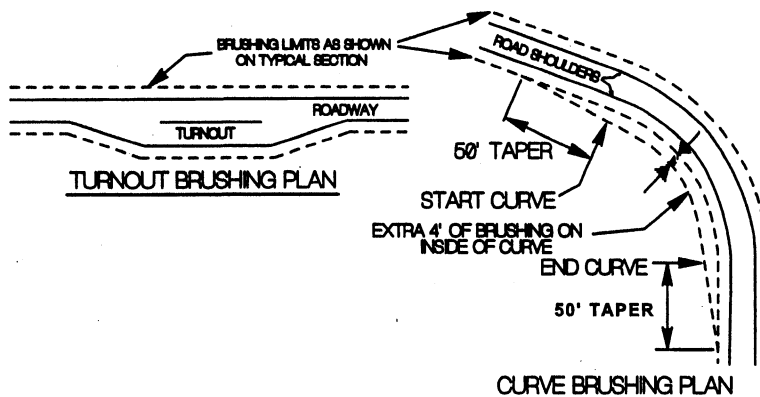 BRUSHING LIMITS AS SHOWN
ON TYPICAL SECTION
ROAD SHOULDERS
ROADWAY
TURNOUT
TURNOUT BRUSHING PLAN
50' TAPER
START CURVE
EXTRA 4' OF BRUSHING ON
INSIDE OF CURVE
END CURVE
50' TAPER
CURVE BRUSHING PLAN